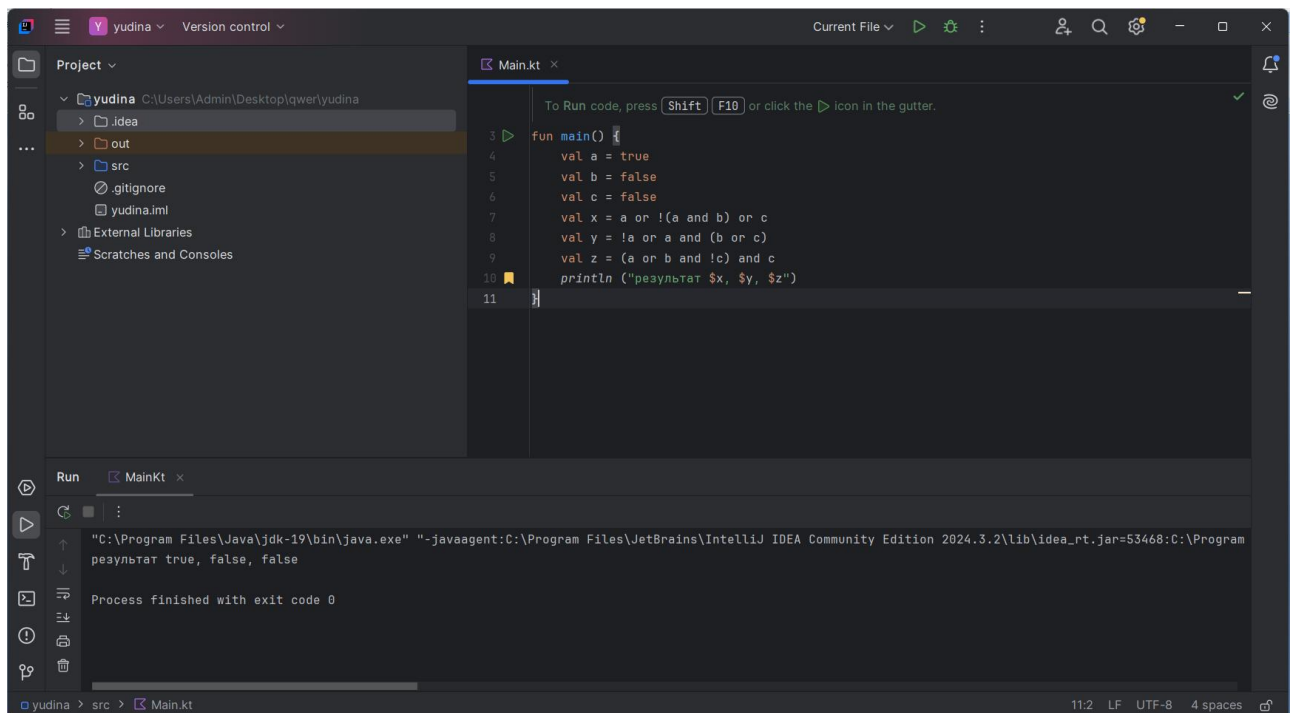 Y yudina Version control Current File
Project
Main.kt
yudina C:\Users\Admin\Desktop\qwer\yudina
.idea
out
src
.gitignore
yudina.iml
External Libraries
Scratches and Consoles
To Run code, press Shift F10 or click the icon in the gutter.
3 fun main() {
4 val a = true
5 val b = false
6 val c = false
7 val x = a or !(a and b) or c
8 val y = !a or a and (b or c)
9 val z = (a or b and !c) and c
10 println ("результат $x, $y, $z")
11 }
Run MainKt
"C:\Program Files\Java\jdk-19\bin\java.exe" "-javaagent:C:\Program Files\JetBrains\IntelliJ IDEA Community Edition 2024.3.2\lib\idea_rt.jar=53468:C:\Program
результат true, false, false
Process finished with exit code 0
yudina > src > Main.kt 11:2 LF UTF-8 4 spaces